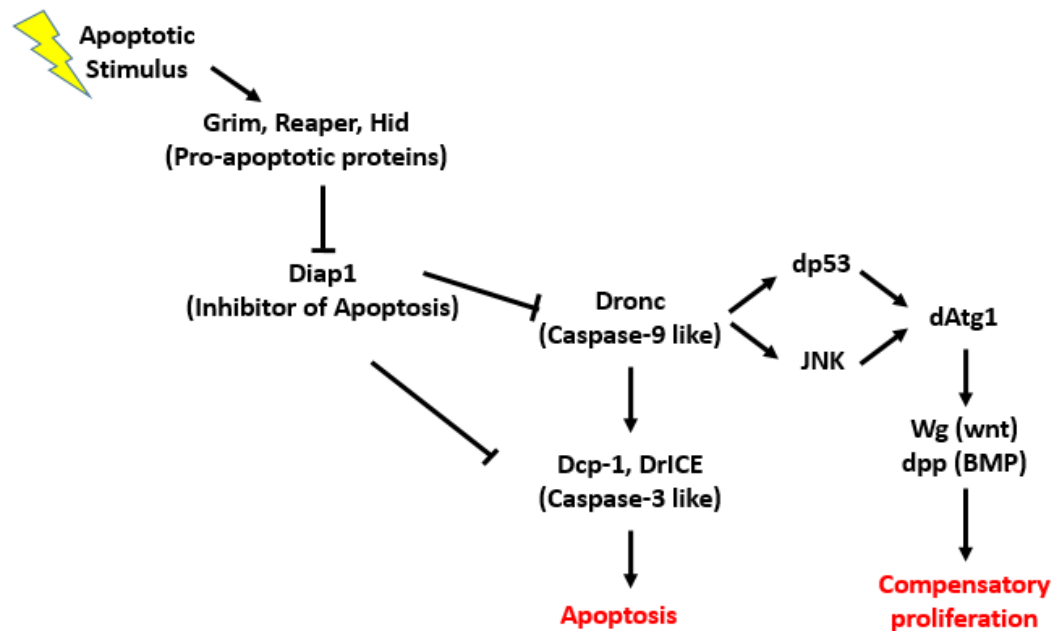 Apoptotic
Stimulus
Grim, Reaper, Hid
(Pro-apoptotic proteins)
Diap1
(Inhibitor of Apoptosis)
Dronc
(Caspase-9 like)
dp53
JNK
dAtg1
Dcp-1, DrICE
(Caspase-3 like)
Wg (wnt)
dpp (BMP)
Apoptosis
Compensatory
proliferation